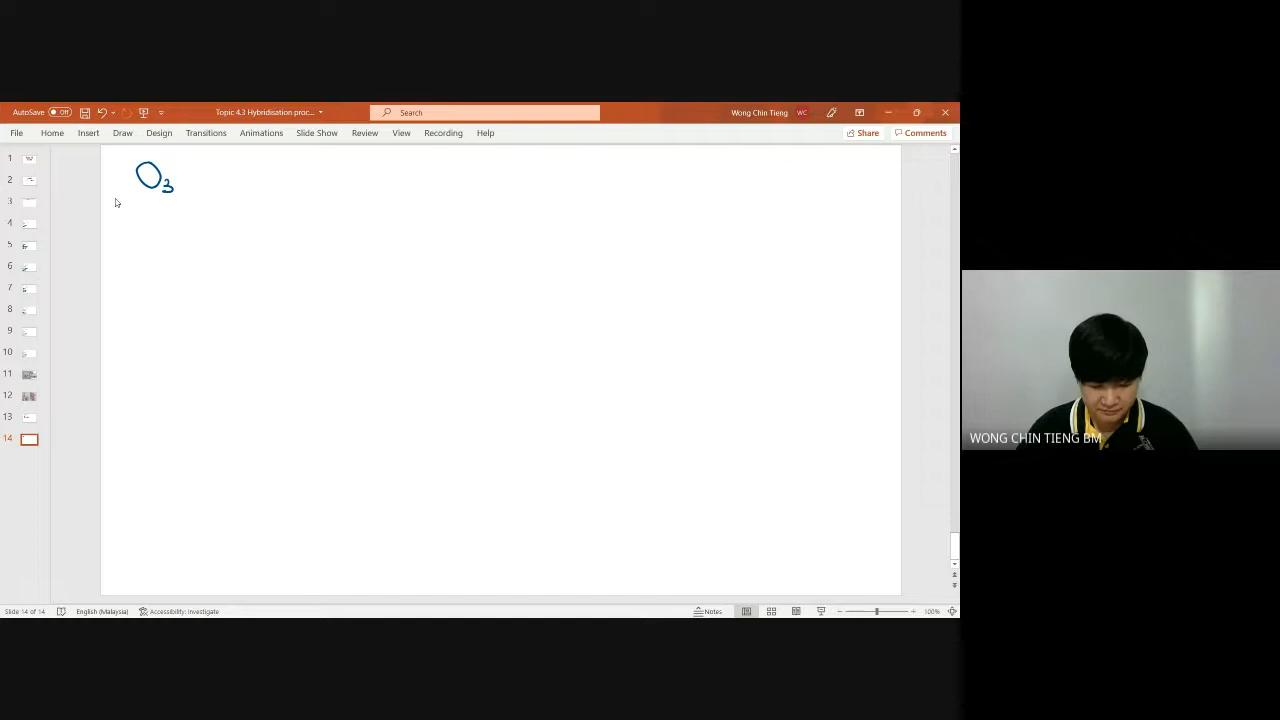 AutoSave Off Topic 4.3 Hybridisation proc... Search Wong Chin Tieng WC
File Home Insert Draw Design Transitions Animations Slide Show Review View Recording Help Share Comments
O3
1
2
3
4
5
6
7
8
9
10
11
12
13
14
WONG CHIN TIENG BM
Slide 14 of 14 English (Malaysia) Accessibility: Investigate Notes 100%